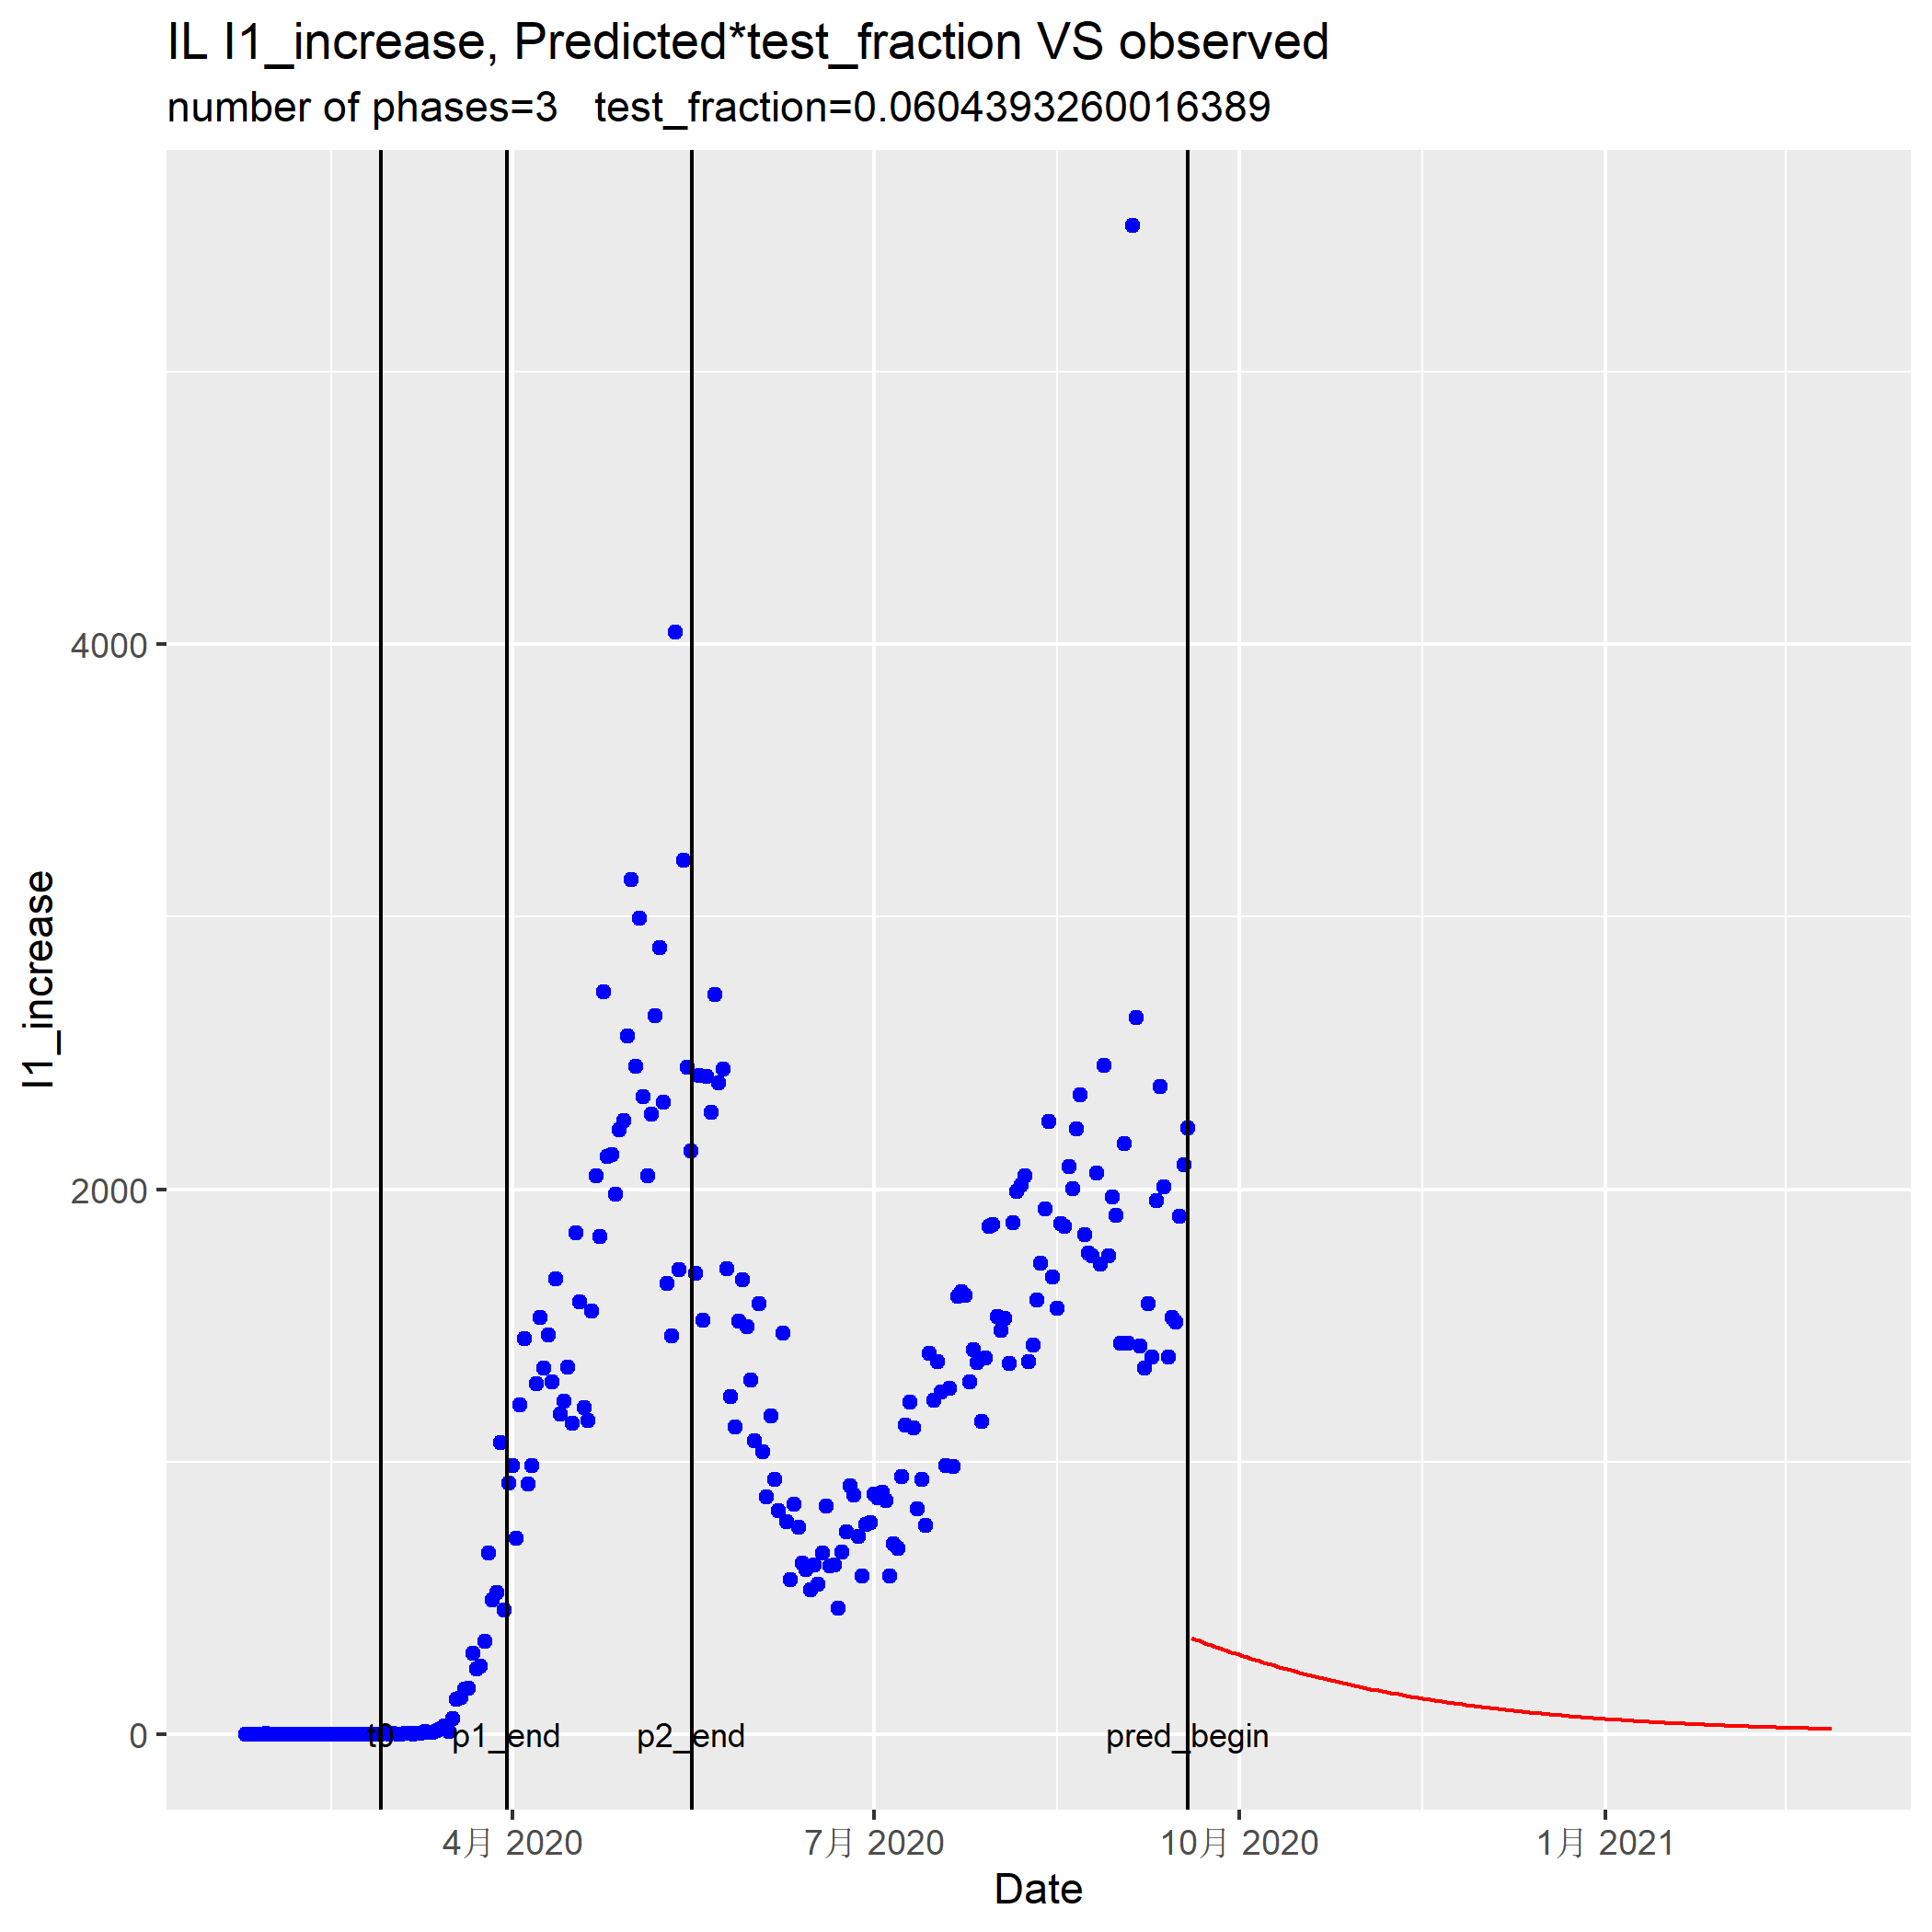 IL I1_increase, Predicted*test_fraction VS observed
number of phases=3   test_fraction=0.0604393260016389
I1_increase
4000
2000
0
t0
p1_end
p2_end
pred_begin
4月 2020
7月 2020
10月 2020
1月 2021
Date